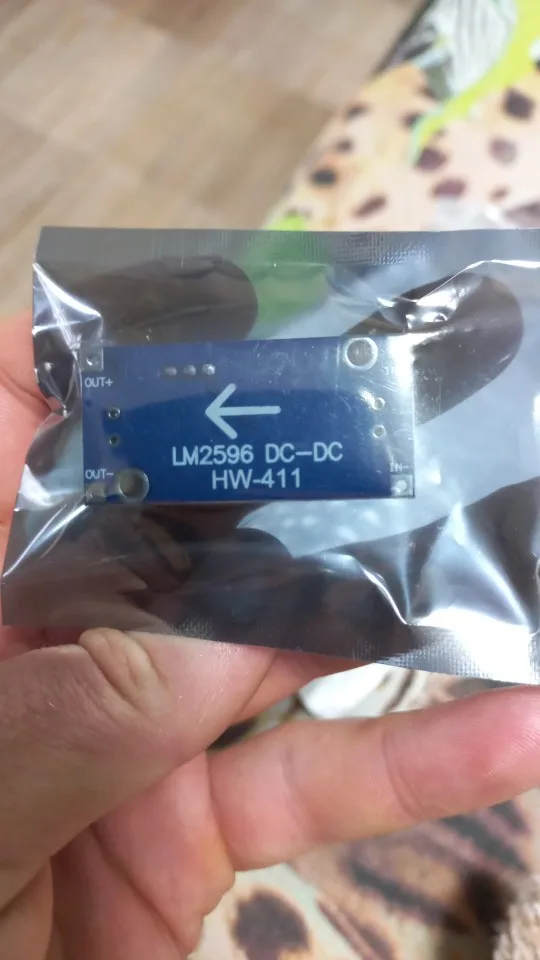 OUT+
LM2596 DC-DC
HW-411
OUT-
IN-